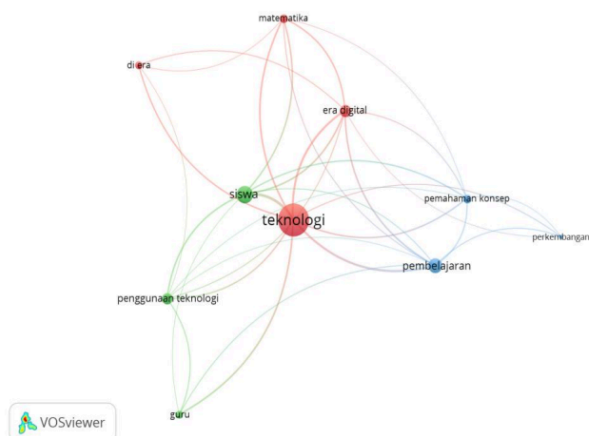 matematika
di era
era digital
siswa
pemahaman konsep
teknologi
perkembangan
pembelajaran
penggunaan teknologi
guru
VOSviewer